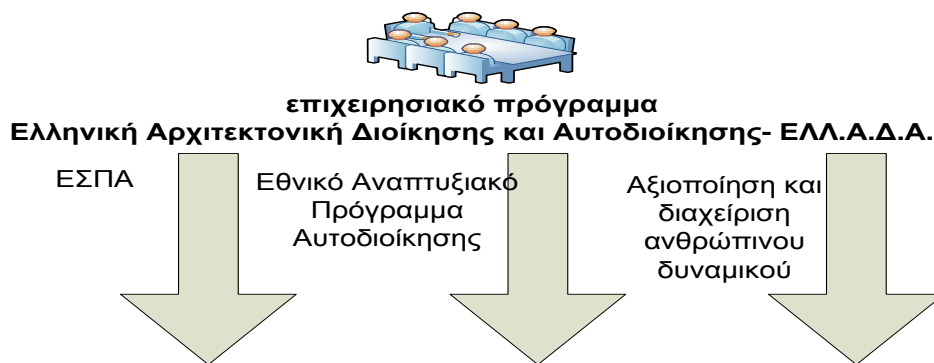 επιχειρησιακό πρόγραμμα
Ελληνική Αρχιτεκτονική Διοίκησης και Αυτοδιοίκησης- ΕΛΛ.Α.Δ.Α.
ΕΣΠΑ
Εθνικό Αναπτυξιακό
Πρόγραμμα
Αυτοδιοίκησης
Αξιοποίηση και
διαχείριση
ανθρώπινου
δυναμικού